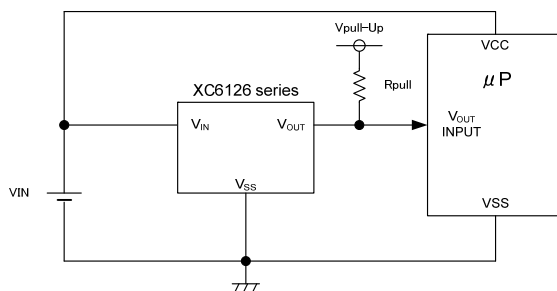 Vpull-Up
VCC
μP
XC6126 series
Rpull
VIN
VOUT
VOUT
INPUT
VSS
VIN
VSS